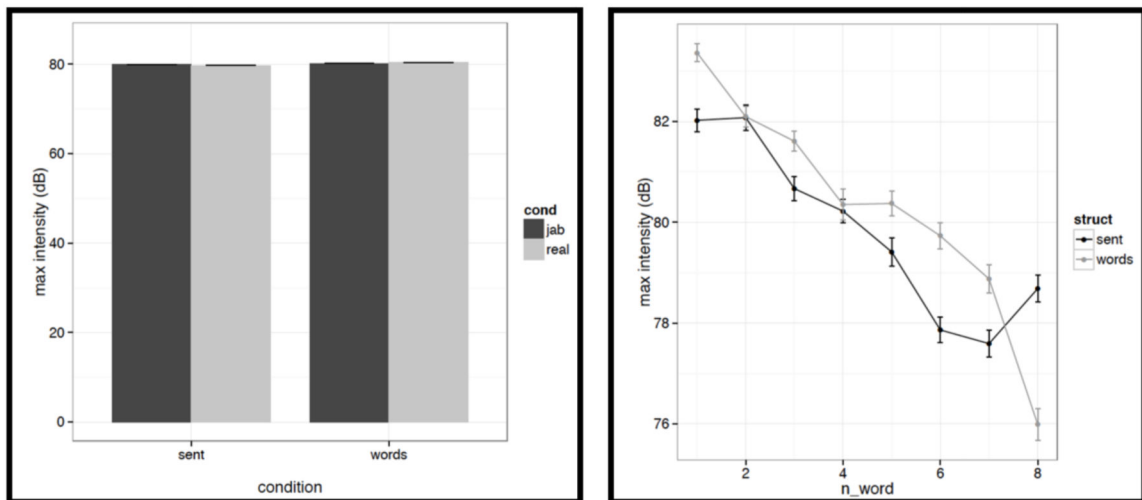 max intensity (dB)
80
60
40
20
0
sent
words
condition
cond
jab
real
max intensity (dB)
82
80
78
76
2
4
6
8
n_word
struct
sent
words